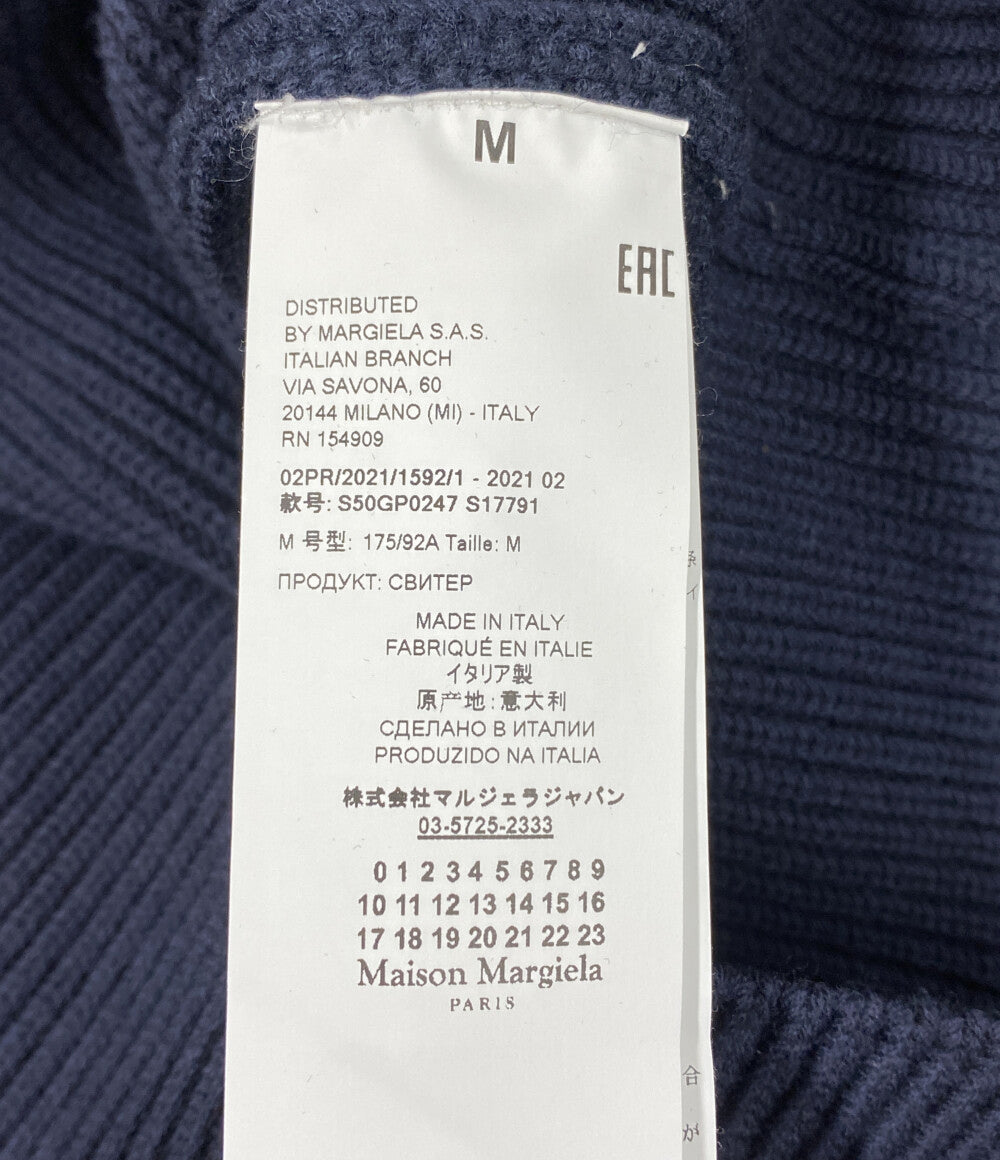 M
EAC
DISTRIBUTED
BY MARGIELA S.A.S.
ITALIAN BRANCH
VIA SAVONA, 60
20144 MILANO (MI) - ITALY
RN 154909
02PR/2021/1592/1 - 2021 02
款号: S50GP0247 S17791
M 号型: 175/92A Taille: M
ПРОДУКТ: СВИТЕР
MADE IN ITALY
FABRIQUÉ EN ITALIE
イタリア製
原产地:意大利
СДЕЛАНО В ИТАЛИИ
PRODUZIDO NA ITALIA
株式会社マルジェラジャパン
03-5725-2333
0 1 2 3 4 5 6 7 8 9
10 11 12 13 14 15 16
17 18 19 20 21 22 23
Maison Margiela
PARIS
合
が